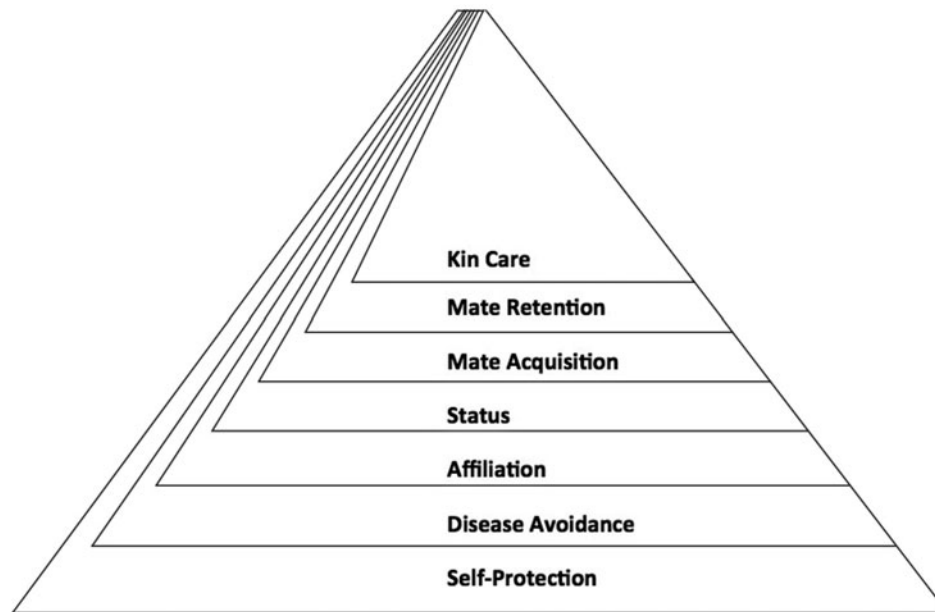 Kin Care
Mate Retention
Mate Acquisition
Status
Affiliation
Disease Avoidance
Self-Protection